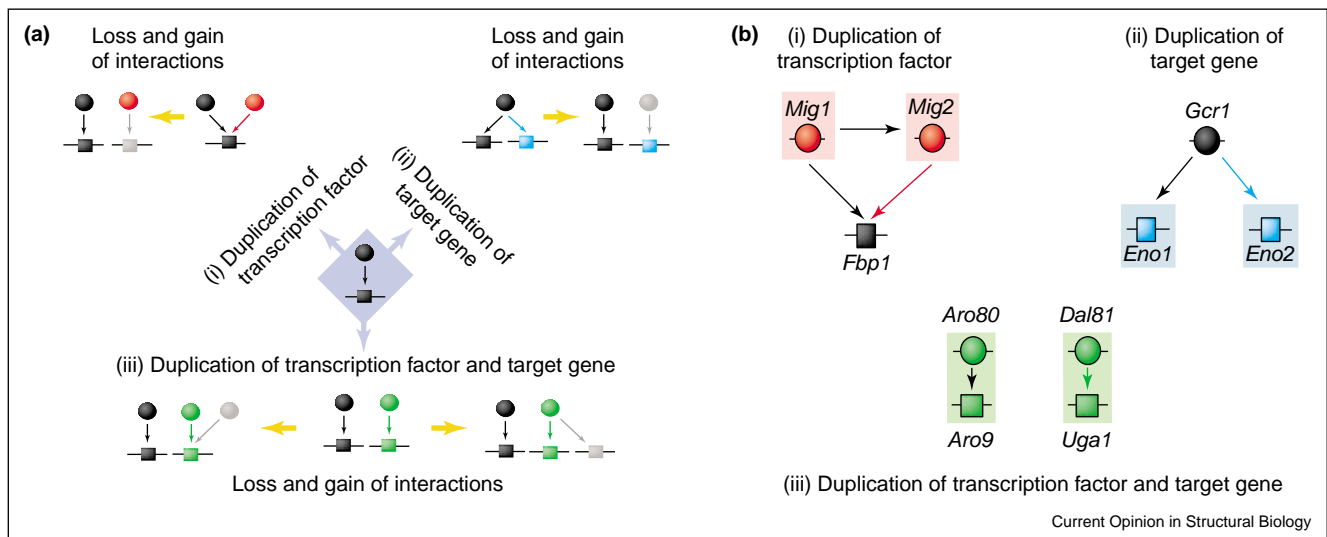 (a)
Loss and gain
of interactions
Loss and gain
of interactions
(i) Duplication of
transcription factor
(ii) Duplication of
target gene
(iii) Duplication of transcription factor and target gene
Loss and gain of interactions
(b)
(i) Duplication of
transcription factor
Mig1
Mig2
Fbp1
(ii) Duplication of
target gene
Gcr1
Eno1
Eno2
Aro80
Dal81
Aro9
Uga1
(iii) Duplication of transcription factor and target gene
Current Opinion in Structural Biology